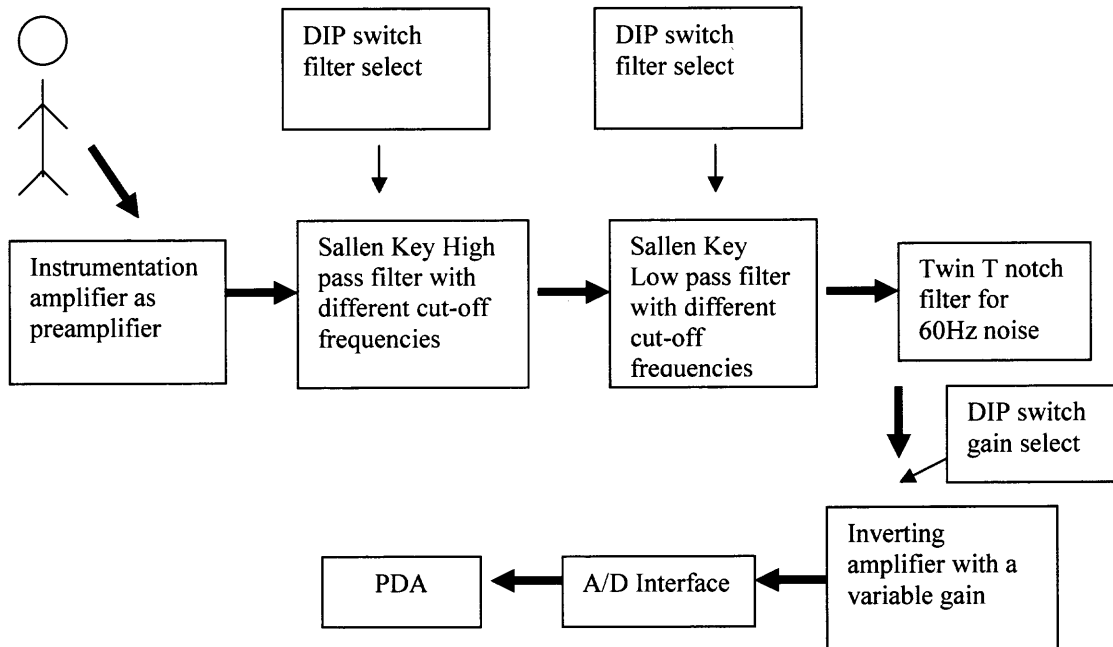 DIP switch
filter select
DIP switch
filter select
Instrumentation
amplifier as
preamplifier
Sallen Key High
pass filter with
different cut-off
frequencies
Sallen Key
Low pass filter
with different
cut-off
frequencies
Twin T notch
filter for
60Hz noise
DIP switch
gain select
Inverting
amplifier with a
variable gain
A/D Interface
PDA